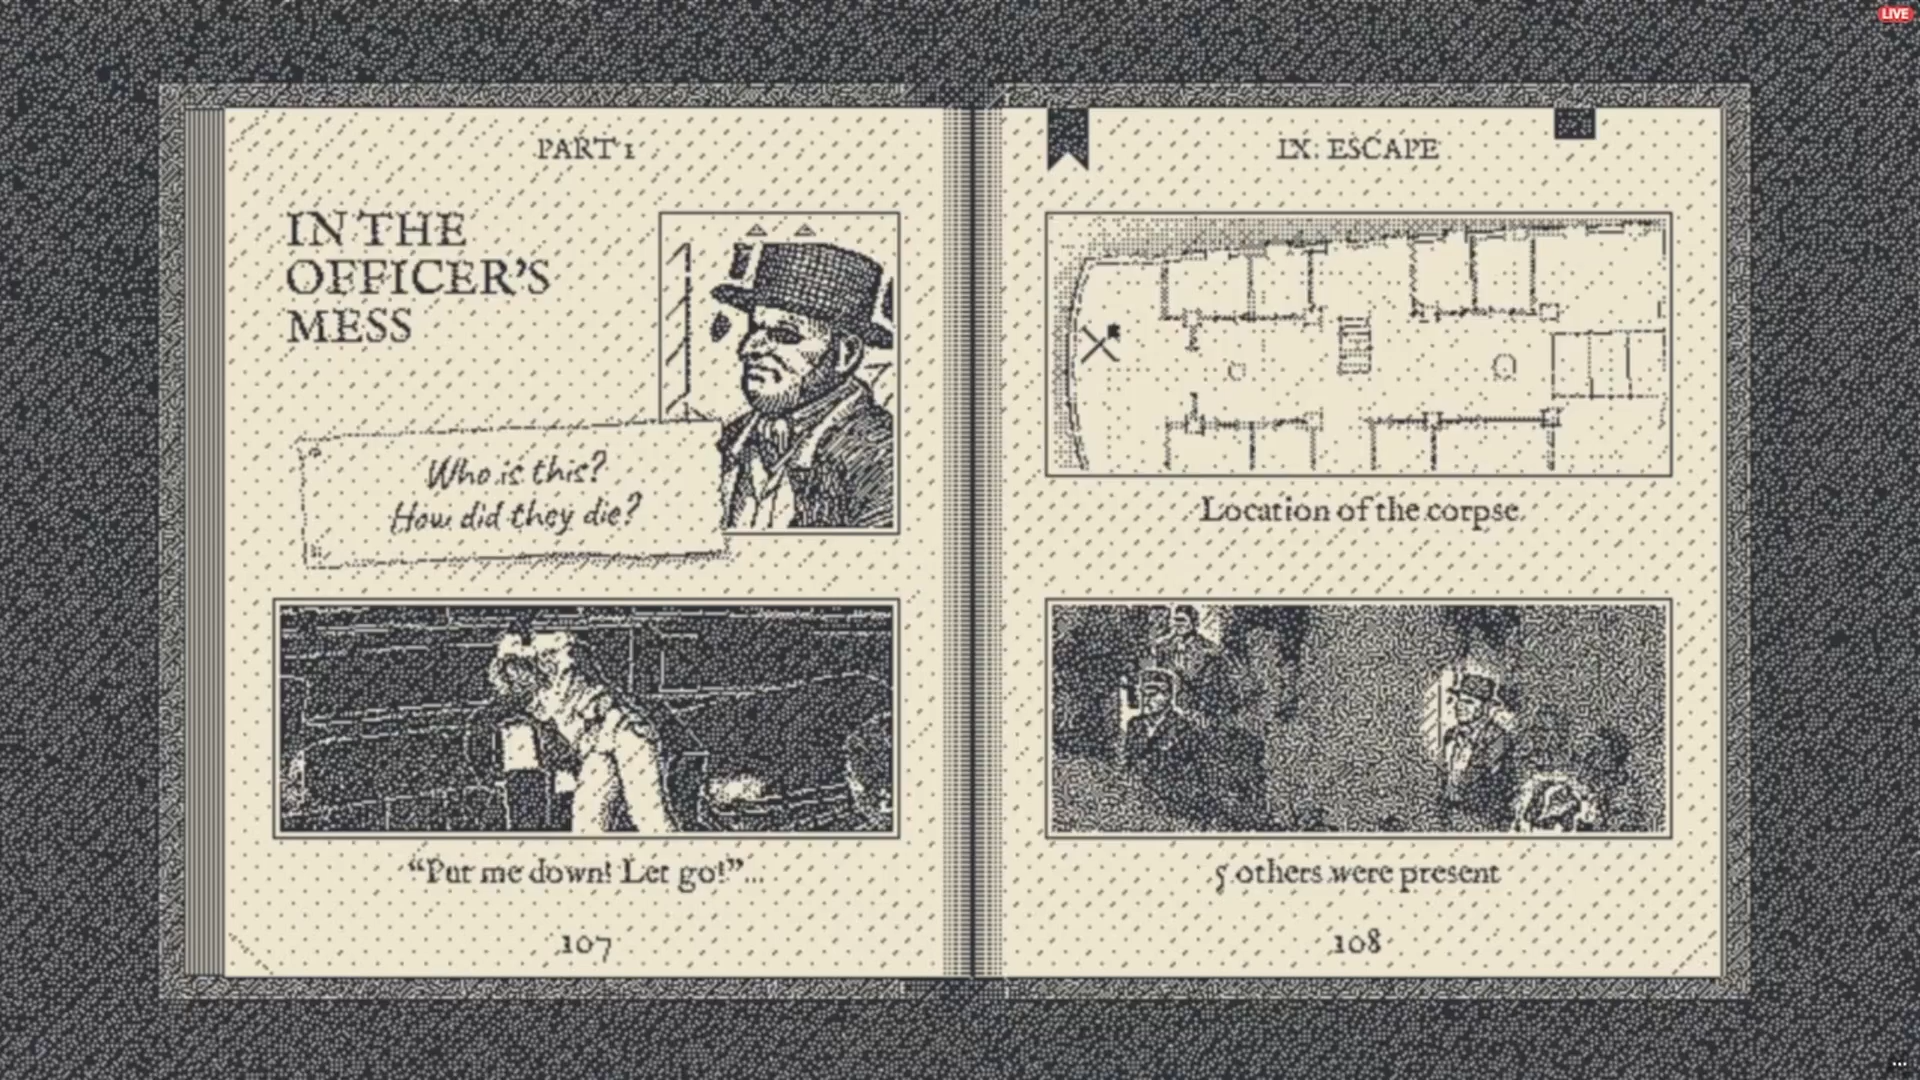 LIVE
PART 1
IN THE
OFFICER'S
MESS
Who is this?
How did they die?
"Put me down! Let go!"...
107
IX: ESCAPE
Location of the corpse
5 others were present
108